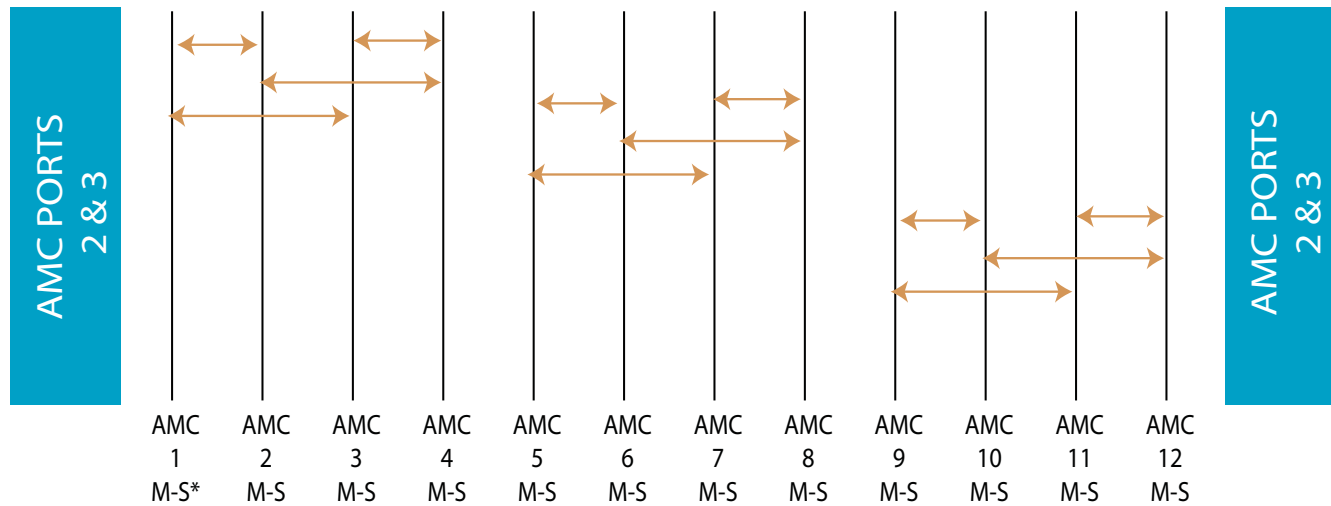 AMC PORTS
2 & 3
AMC AMC AMC AMC AMC AMC AMC AMC AMC AMC AMC AMC
1 2 3 4 5 6 7 8 9 10 11 12
M-S* M-S M-S M-S M-S M-S M-S M-S M-S M-S M-S M-S
AMC PORTS
2 & 3